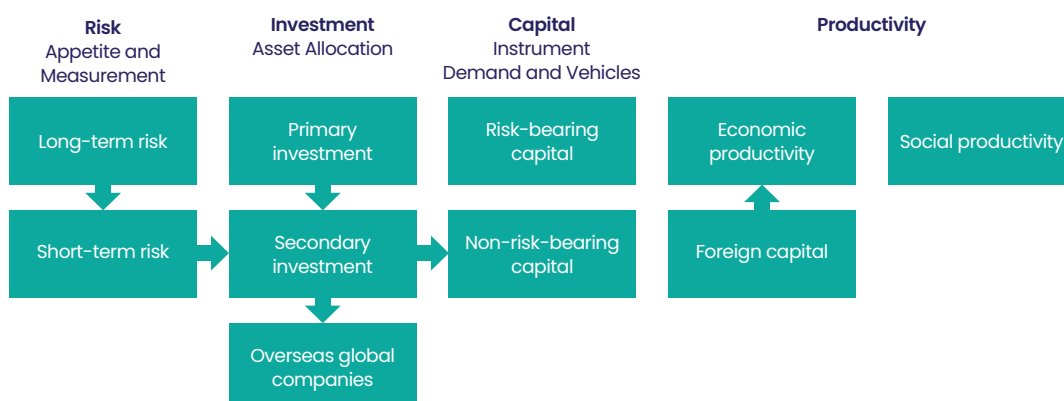 Risk
Appetite and
Measurement
Investment
Asset Allocation
Capital
Instrument
Demand and Vehicles
Productivity
Long-term risk
Primary
investment
Risk-bearing
capital
Economic
productivity
Social productivity
Short-term risk
Secondary
investment
Non-risk-bearing
capital
Foreign capital
Overseas global
companies